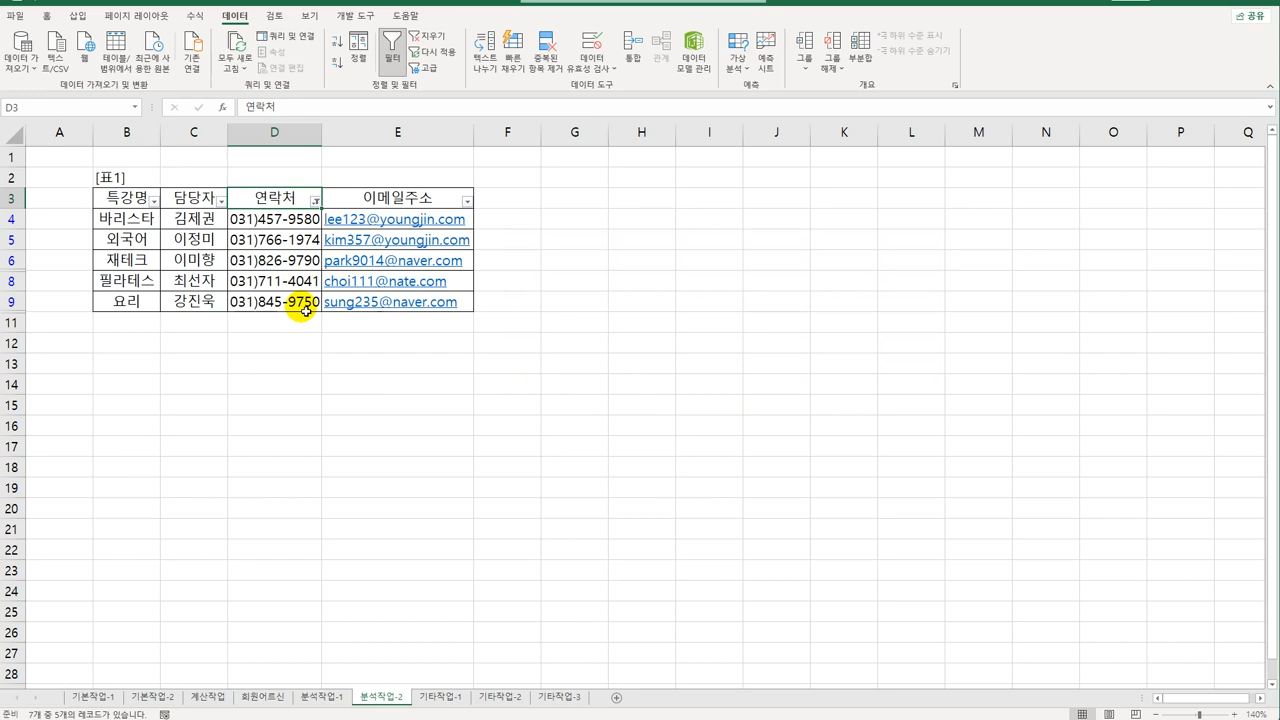 파일 홈 삽입 페이지 레이아웃 수식 데이터 검토 보기 개발 도구 도움말 공유
데이터 가져오기 텍스트/CSV 웹 테이블/범위에서 최근에 사용한 원본 기존 연결
데이터 가져오기 및 변환
모두 새로 고침 쿼리 및 연결 속성 연결 편집
쿼리 및 연결
정렬 필터 지우기 다시 적용 고급
정렬 및 필터
텍스트 나누기 빠른 채우기 중복된 항목 제거 데이터 유효성 검사 통합 관계 데이터 모델 관리
데이터 도구
가상 분석 예측 시트
예측
그룹 그룹 해제 부분합 하위 수준 표시 하위 수준 숨기기
개요
D3 fx 연락처
A B C D E F G H I J K L M N O P Q
1
2 [표1]
3 특강명 담당자 연락처 이메일주소
4 바리스타 김제권 031)457-9580 lee123@youngjin.com
5 외국어 이정미 031)766-1974 kim357@youngjin.com
6 재테크 이미향 031)826-9790 park9014@naver.com
8 필라테스 최선자 031)711-4041 choi111@nate.com
9 요리 강진욱 031)845-9750 sung235@naver.com
11
12
13
14
15
16
17
18
19
20
21
22
23
24
25
26
27
28
기본작업-1 기본작업-2 계산작업 회원어르신 분석작업-1 분석작업-2 기타작업-1 기타작업-2 기타작업-3
준비 7개 중 5개의 레코드가 있습니다. 140%